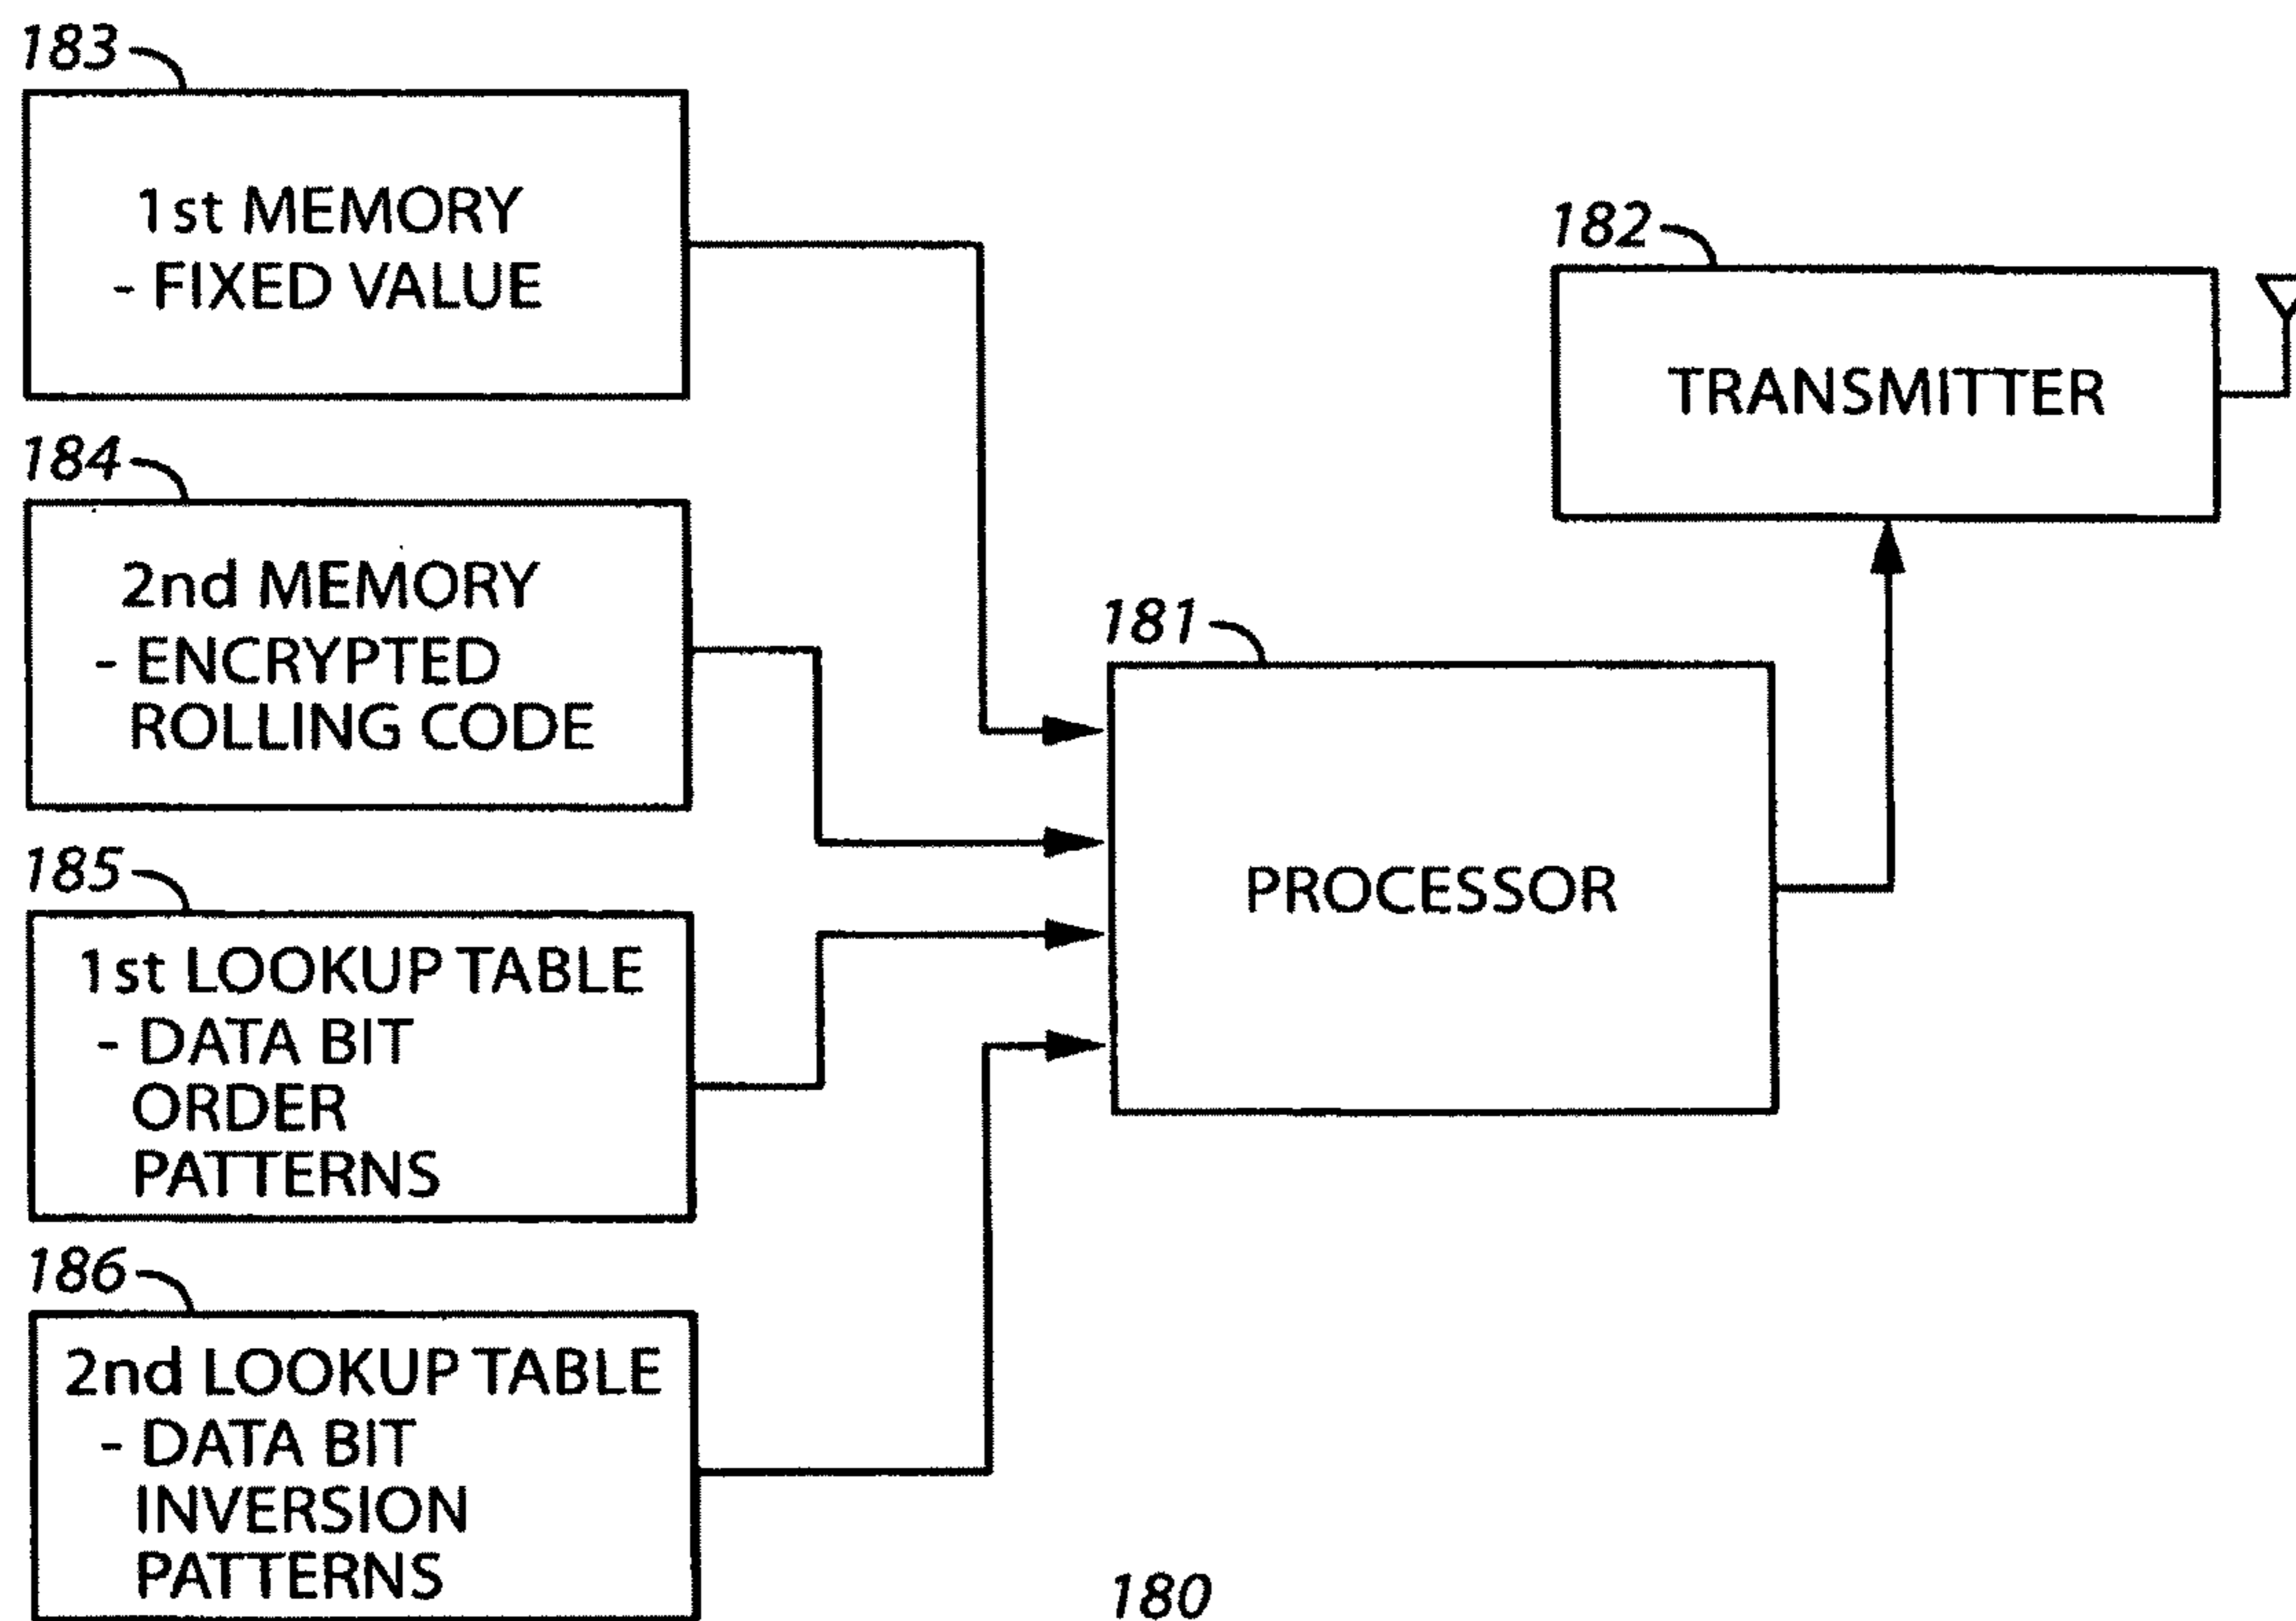 183
1st MEMORY
- FIXED VALUE
184
2nd MEMORY
- ENCRYPTED
ROLLING CODE
185
1st LOOKUP TABLE
- DATA BIT
ORDER
PATTERNS
186
2nd LOOKUP TABLE
- DATA BIT
INVERSION
PATTERNS
181
PROCESSOR
182
TRANSMITTER
180